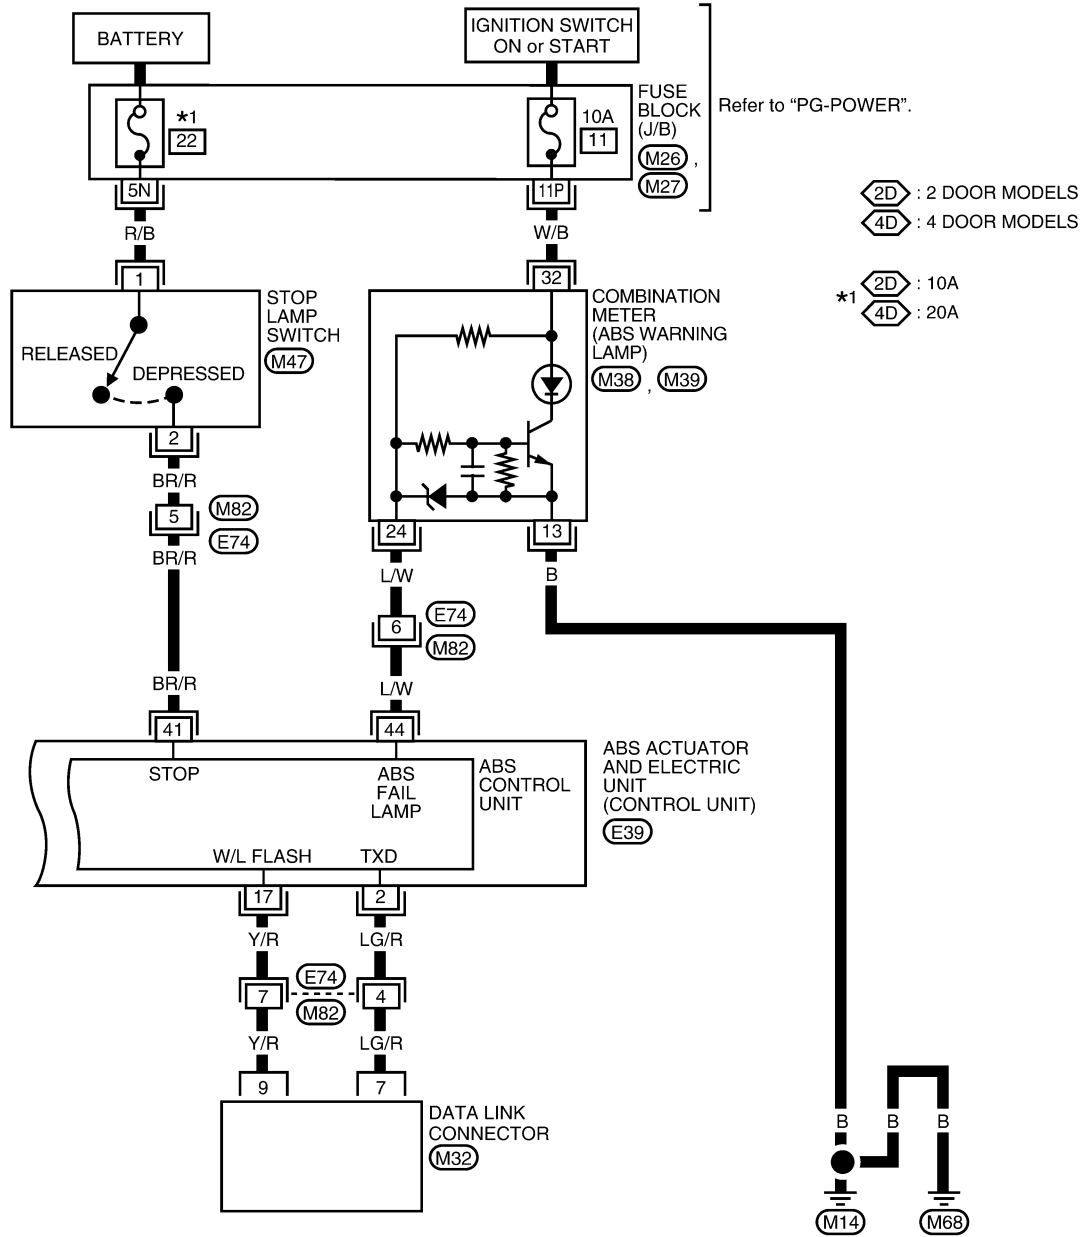 BATTERY
IGNITION SWITCH
ON or START
*1
22
10A
11
FUSE
BLOCK
(J/B)
M26 ,
M27
Refer to “PG-POWER”.
5N
11P
2D : 2 DOOR MODELS
4D : 4 DOOR MODELS
R/B
W/B
1
32
*1
2D : 10A
4D : 20A
STOP
LAMP
SWITCH
M47
RELEASED
DEPRESSED
COMBINATION
METER
(ABS WARNING
LAMP)
M38 , M39
2
BR/R
5
M82
E74
BR/R
24
13
L/W
B
6
E74
M82
BR/R
L/W
41
44
STOP
ABS
FAIL
LAMP
ABS
CONTROL
UNIT
ABS ACTUATOR
AND ELECTRIC
UNIT
(CONTROL UNIT)
E39
W/L FLASH
TXD
17
2
Y/R
LG/R
7
E74
M82
4
Y/R
LG/R
9
7
DATA LINK
CONNECTOR
M32
B
B
B
M14
M68